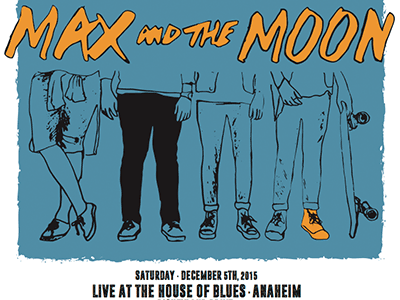 MAX AND THE MOON
SATURDAY · DECEMBER 5TH, 2015
LIVE AT THE HOUSE OF BLUES · ANAHEIM